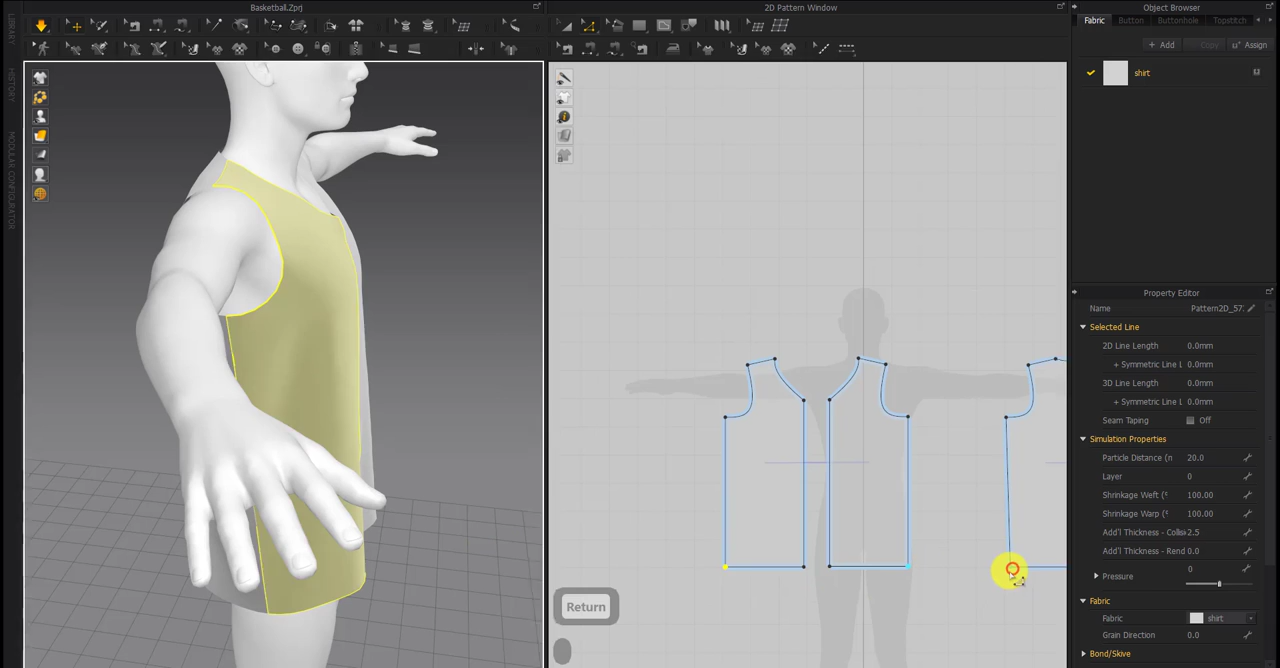 Basketball.Zprj
2D Pattern Window
Object Browser
LIBRARY
HISTORY
MODULAR CONFIGURATOR
Fabric
Button
Buttonhole
Topstitch
+ Add
Copy
Assign
shirt
Property Editor
Name
Pattern2D_57
Selected Line
2D Line Length
0.0mm
+ Symmetric Line L
0.0mm
3D Line Length
0.0mm
+ Symmetric Line L
0.0mm
Seam Taping
Off
Simulation Properties
Particle Distance (n
20.0
Layer
0
Shrinkage Weft (%
100.00
Shrinkage Warp (%
100.00
Add'l Thickness - Collis
2.5
Add'l Thickness - Rend
0.0
Pressure
0
Fabric
Fabric
shirt
Grain Direction
0.0
Bond/Skive
Return